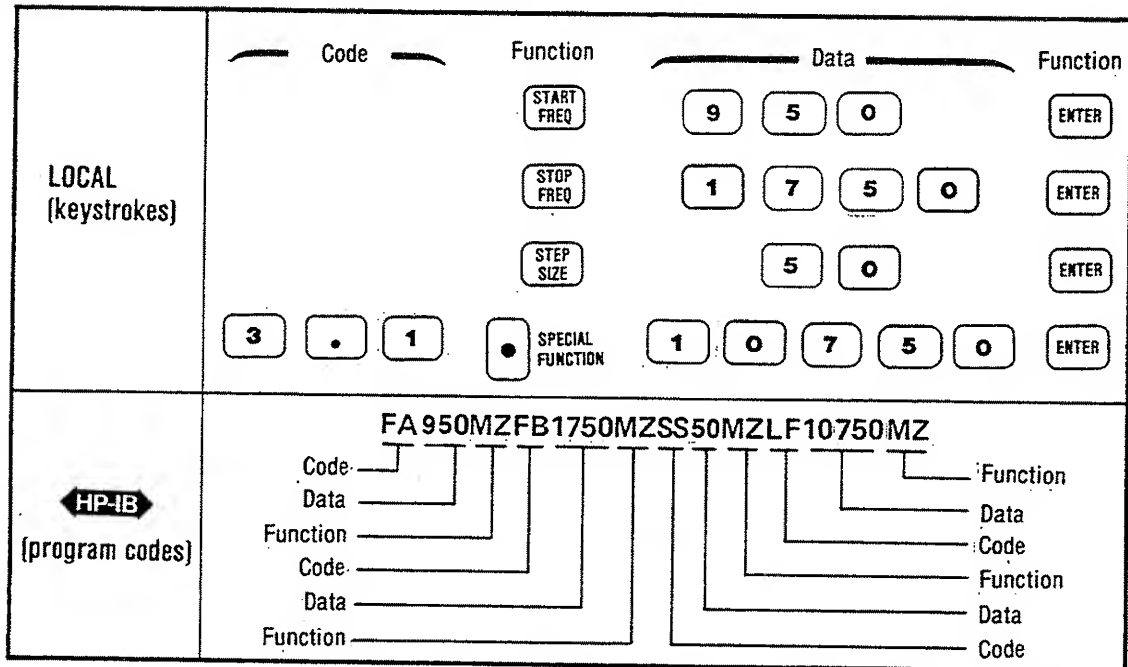 Code Function Data Function
LOCAL
(keystrokes)
START
FREQ
9 5 0
ENTER
STOP
FREQ
1 7 5 0
ENTER
STEP
SIZE
5 0
ENTER
3 . 1
SPECIAL
FUNCTION
1 0 7 5 0
ENTER
HP-IB
(program codes)
FA950MZFB1750MZSS50MZLF10750MZ
Code
Data
Function
Code
Data
Function
Function
Data
Code
Function
Data
Code